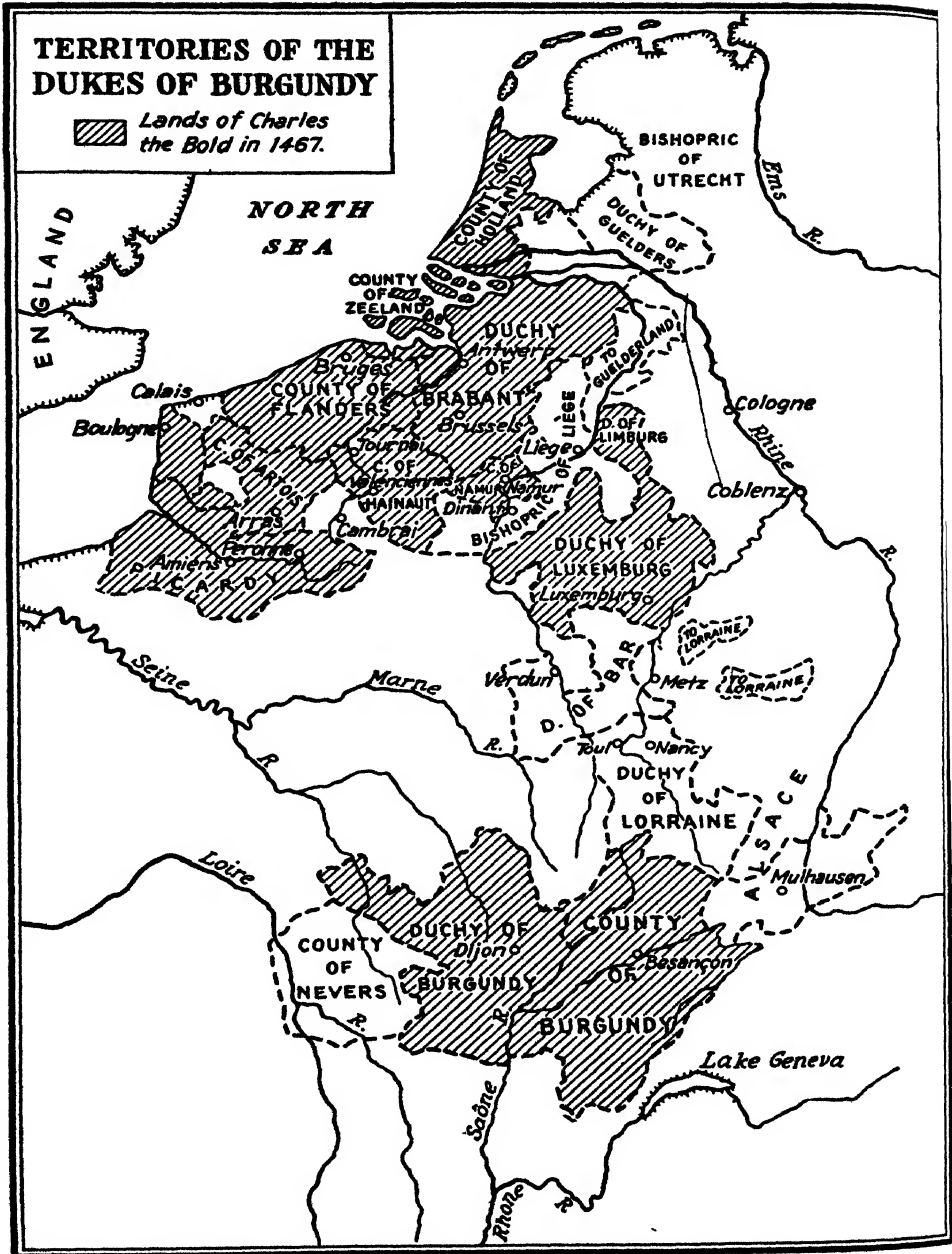 TERRITORIES OF THE
DUKES OF BURGUNDY
Lands of Charles
the Bold in 1467.
NORTH
SEA
ENGLAND
BISHOPRIC
OF
UTRECHT
Ems
R.
DUCHY OF
GUELDERS
COUNTY OF
HOLLAND
COUNTY
OF
ZEELAND
DUCHY
Antwerp
OF
BRABANT
Brussels
TO
GUELDERLAND
Bruges
COUNTY OF
FLANDERS
Calais
Boulogne
C. OF ARTOIS
Arras
Tournai
C. OF
Valenciennes
HAINAUT
Cambrai
C. OF
NAMUR
Namur
Dinant
BISHOPRIC OF LIEGE
Liège
D. OF
LIMBURG
Cologne
Rhine
R.
Coblenz
Peronne
Amiens
PICARDY
DUCHY OF
LUXEMBURG
Luxemburg
TO
LORRAINE
TO
LORRAINE
Seine
R
Marne
R.
Verdun
D. OF BAR
Metz
Toul
Nancy
DUCHY
OF
LORRAINE
ALSACE
Mulhausen
Loire
R.
COUNTY
OF
NEVERS
DUCHY OF
Dijon
BURGUNDY
COUNTY
Besançon
OF
BURGUNDY
R
Saône
Lake Geneva
Rhone
R